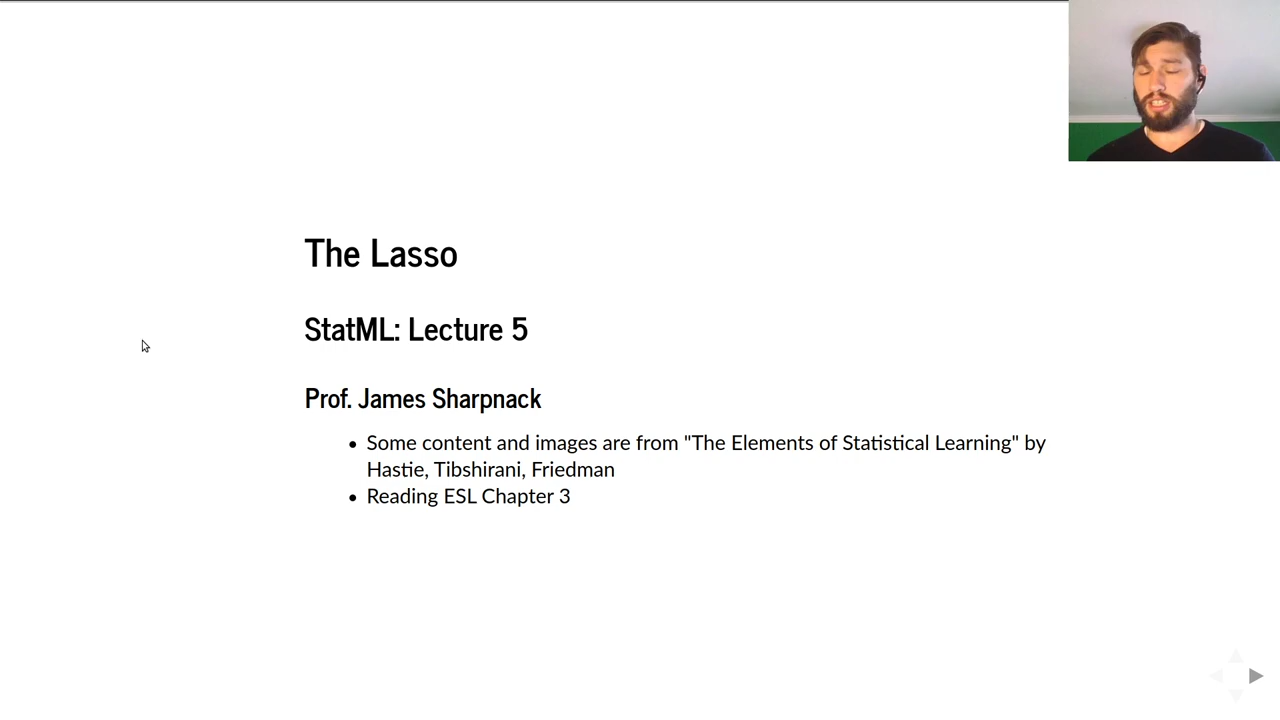 The Lasso
StatML: Lecture 5
Prof. James Sharpnack
• Some content and images are from "The Elements of Statistical Learning" by
Hastie, Tibshirani, Friedman
• Reading ESL Chapter 3